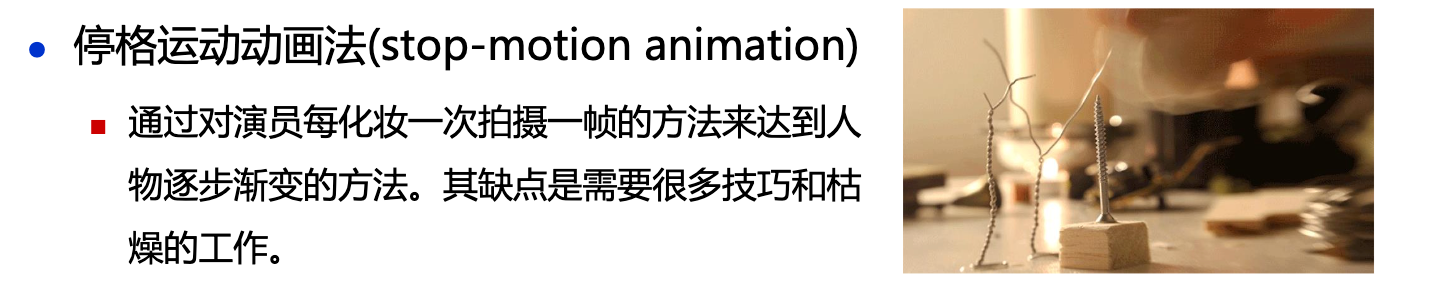 停格运动动画法(stop-motion animation)
通过对演员每化妆一次拍摄一帧的方法来达到人
物逐步渐变的方法。其缺点是需要很多技巧和枯
燥的工作。